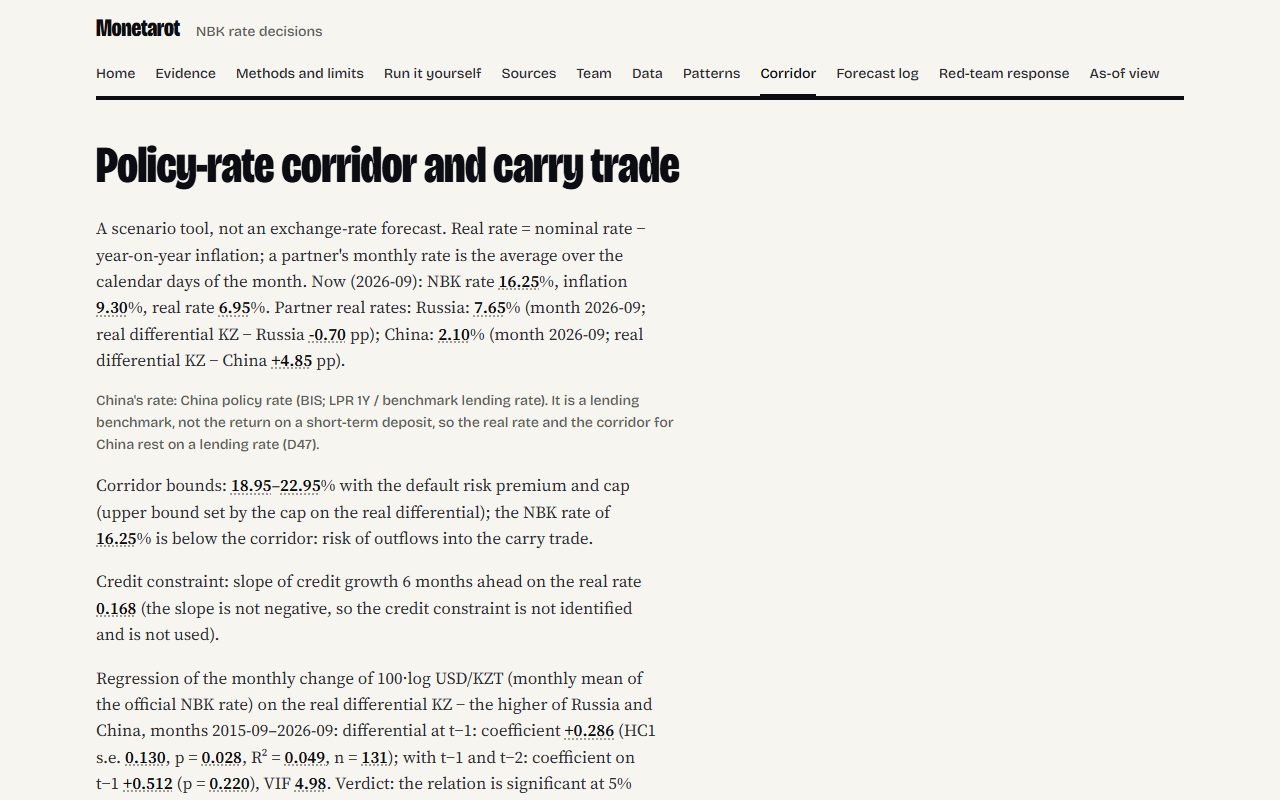 Monetarot NBK rate decisions
Home Evidence Methods and limits Run it yourself Sources Team Data Patterns Corridor Forecast log Red-team response As-of view
Policy-rate corridor and carry trade
A scenario tool, not an exchange-rate forecast. Real rate = nominal rate −
year-on-year inflation; a partner's monthly rate is the average over the
calendar days of the month. Now (2026-09): NBK rate 16.25%, inflation
9.30%, real rate 6.95%. Partner real rates: Russia: 7.65% (month 2026-09;
real differential KZ − Russia -0.70 pp); China: 2.10% (month 2026-09; real
differential KZ − China +4.85 pp).
China's rate: China policy rate (BIS; LPR 1Y / benchmark lending rate). It is a lending
benchmark, not the return on a short-term deposit, so the real rate and the corridor for
China rest on a lending rate (D47).
Corridor bounds: 18.95–22.95% with the default risk premium and cap
(upper bound set by the cap on the real differential); the NBK rate of
16.25% is below the corridor: risk of outflows into the carry trade.
Credit constraint: slope of credit growth 6 months ahead on the real rate
0.168 (the slope is not negative, so the credit constraint is not identified
and is not used).
Regression of the monthly change of 100·log USD/KZT (monthly mean of
the official NBK rate) on the real differential KZ − the higher of Russia and
China, months 2015-09–2026-09: differential at t−1: coefficient +0.286 (HC1
s.e. 0.130, p = 0.028, R² = 0.049, n = 131); with t−1 and t−2: coefficient on
t−1 +0.512 (p = 0.220), VIF 4.98. Verdict: the relation is significant at 5%